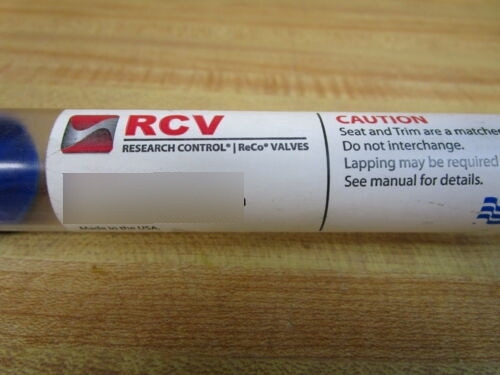 RCV
RESEARCH CONTROL® | ReCo® VALVES
Made in the USA.
CAUTION
Seat and Trim are a matche
Do not interchange.
Lapping may be required
See manual for details.